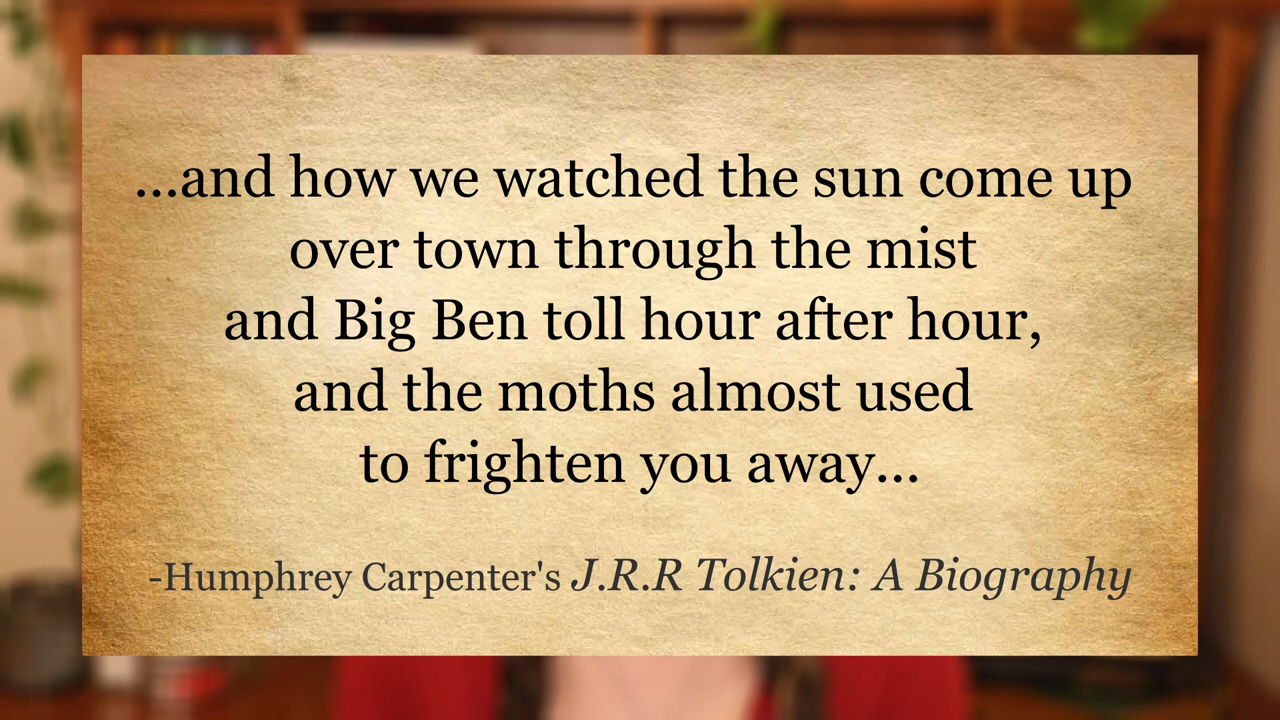 ...and how we watched the sun come up
over town through the mist
and Big Ben toll hour after hour,
and the moths almost used
to frighten you away...
-Humphrey Carpenter's J.R.R Tolkien: A Biography